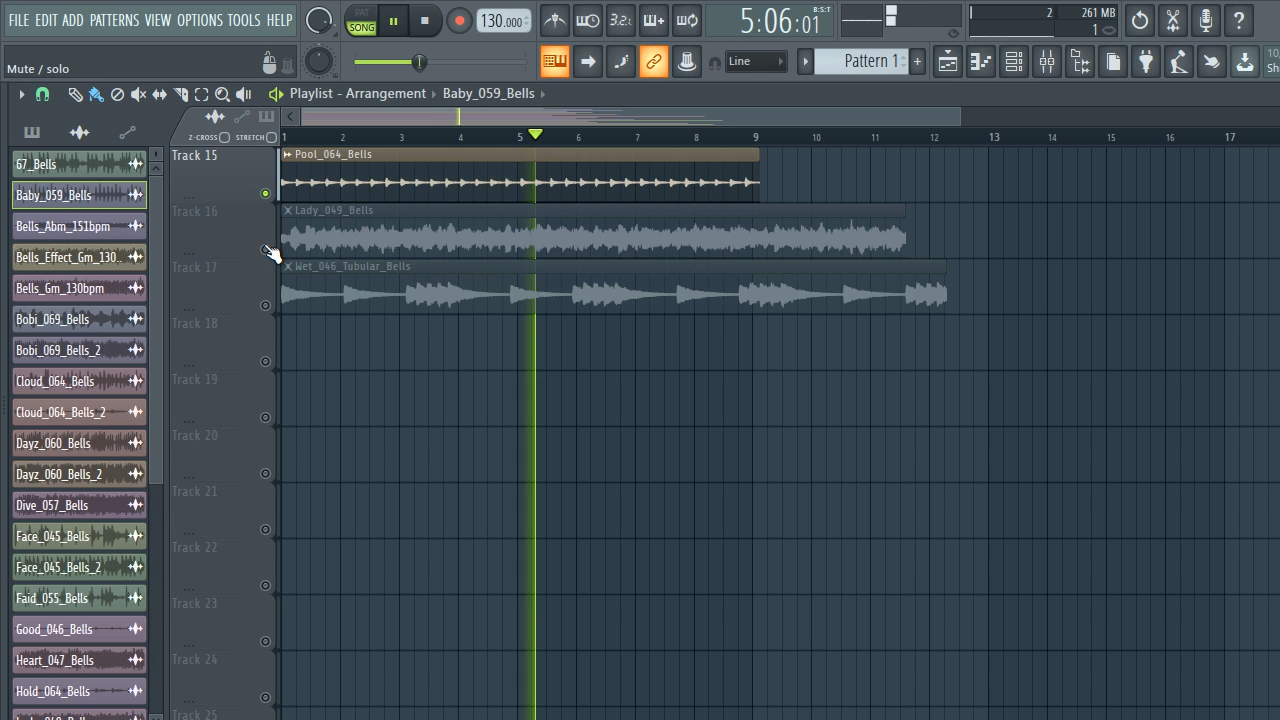 FILE EDIT ADD PATTERNS VIEW OPTIONS TOOLS HELP
PAT
SONG
130.000
3.2.
5:06:01
B:S:T
2
261 MB
1
Mute / solo
Line
Pattern 1
Playlist - Arrangement
Baby_059_Bells
Z-CROSS
STRETCH
1 2 3 4 5 6 7 8 9 10 11 12 13 14 15 16 17
67_Bells
Baby_059_Bells
Bells_Abm_151bpm
Bells_Effect_Gm_130..
Bells_Gm_130bpm
Bobi_069_Bells
Bobi_069_Bells_2
Cloud_064_Bells
Cloud_064_Bells_2
Dayz_060_Bells
Dayz_060_Bells_2
Dive_057_Bells
Face_045_Bells
Face_045_Bells_2
Faid_055_Bells
Good_046_Bells
Heart_047_Bells
Hold_064_Bells
Track 15
Pool_064_Bells
Track 16
Lady_049_Bells
Track 17
Wet_046_Tubular_Bells
Track 18
Track 19
Track 20
Track 21
Track 22
Track 23
Track 24
Track 25